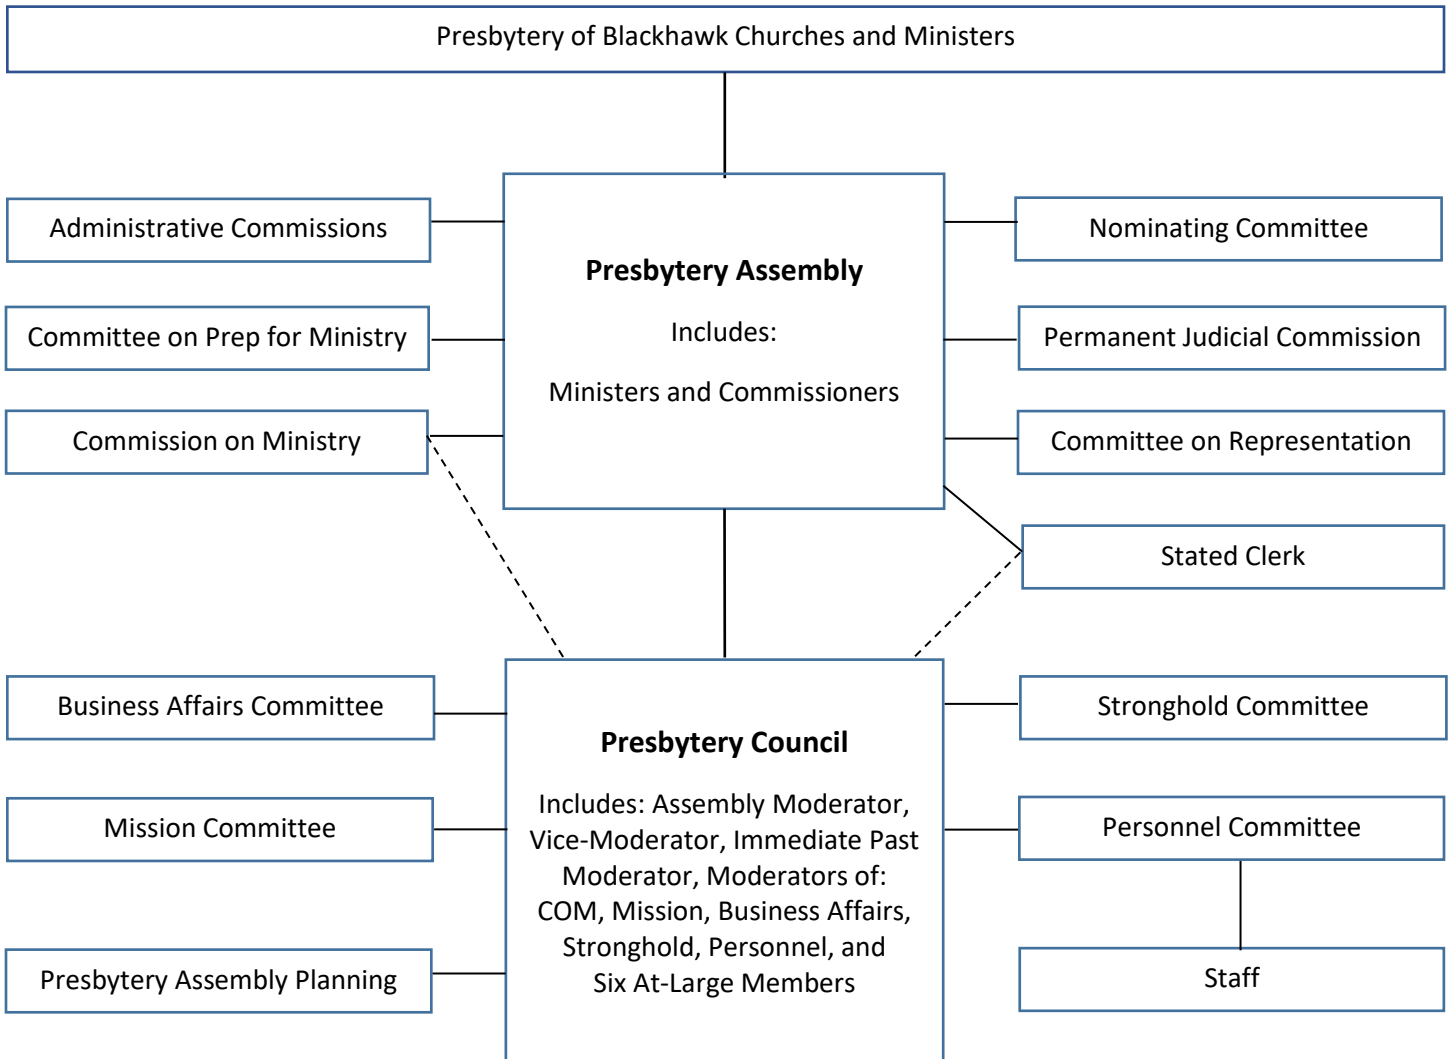 Presbytery of Blackhawk Churches and Ministers
Administrative Commissions
Committee on Prep for Ministry
Commission on Ministry
Presbytery Assembly
Includes:
Ministers and Commissioners
Nominating Committee
Permanent Judicial Commission
Committee on Representation
Stated Clerk
Business Affairs Committee
Mission Committee
Presbytery Assembly Planning
Presbytery Council
Includes: Assembly Moderator,
Vice-Moderator, Immediate Past
Moderator, Moderators of:
COM, Mission, Business Affairs,
Stronghold, Personnel, and
Six At-Large Members
Stronghold Committee
Personnel Committee
Staff